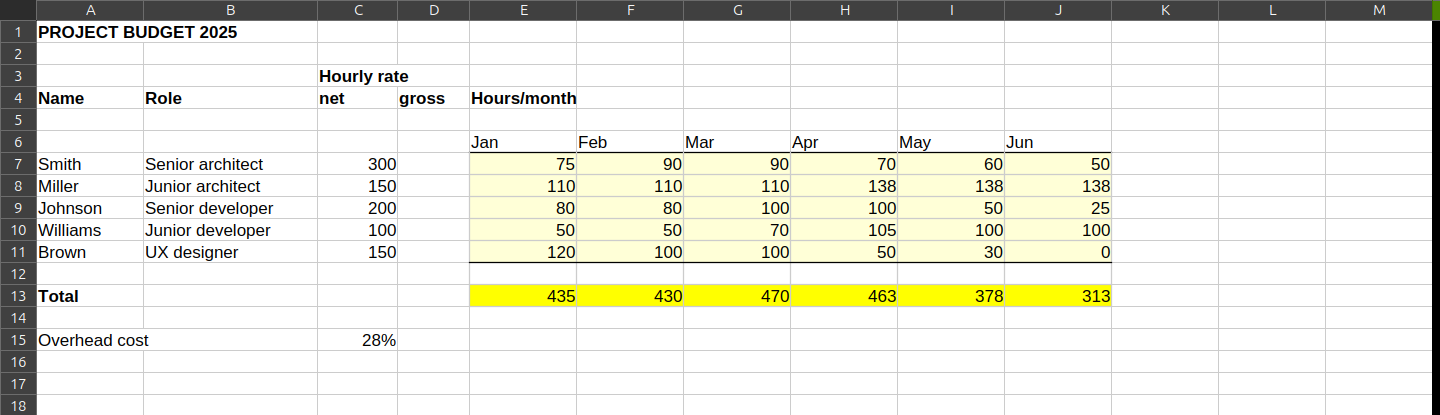 A B C D E F G H I J K L M
1 PROJECT BUDGET 2025
2
3 Hourly rate
4 Name Role net gross Hours/month
5
6 Jan Feb Mar Apr May Jun
7 Smith Senior architect 300 75 90 90 70 60 50
8 Miller Junior architect 150 110 110 110 138 138 138
9 Johnson Senior developer 200 80 80 100 100 50 25
10 Williams Junior developer 100 50 50 70 105 100 100
11 Brown UX designer 150 120 100 100 50 30 0
12
13 Total 435 430 470 463 378 313
14
15 Overhead cost 28%
16
17
18